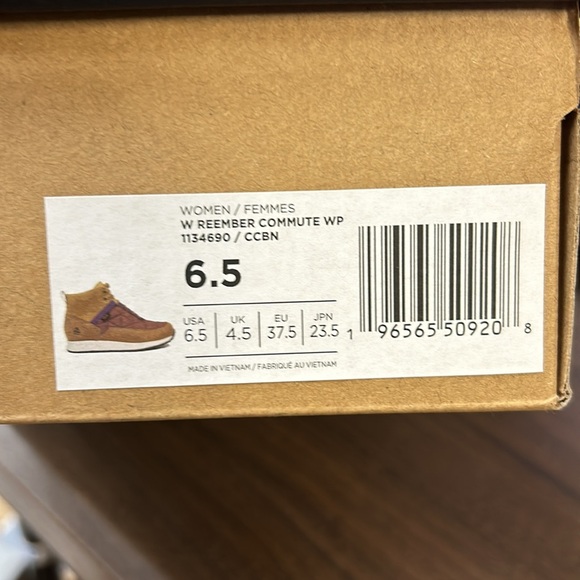 WOMEN / FEMMES
W REEMBER COMMUTE WP
1134690 / CCBN
6.5
USA UK EU JPN
6.5 4.5 37.5 23.5
MADE IN VIETNAM / FABRIQUÉ AU VIETNAM
1 96565 50920 8